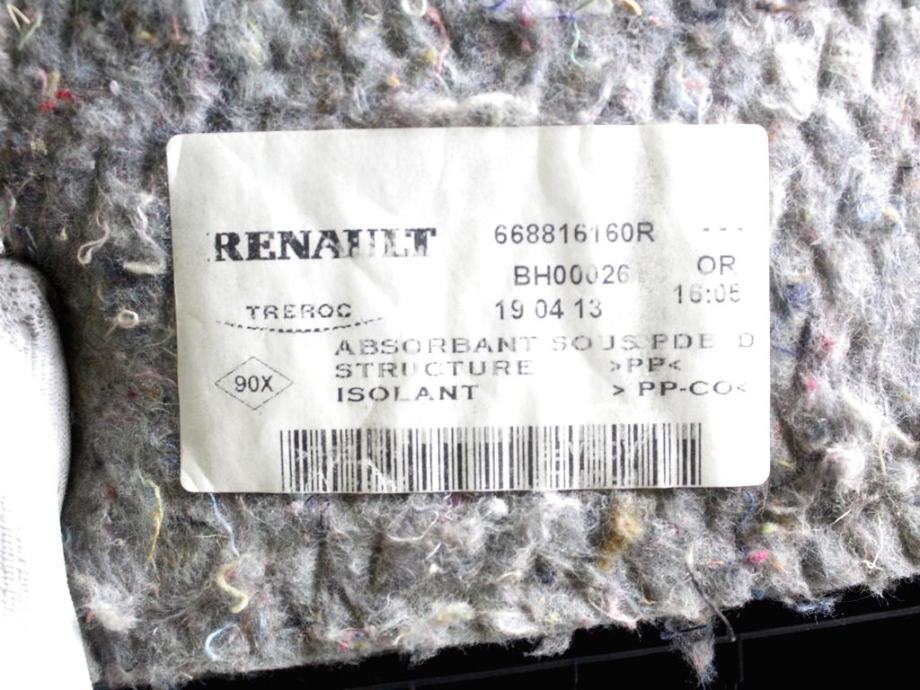 RENAULT 668816160R ---
BH00026 OR
TREROC 19 04 13 16:05
ABSORBANT SOUS PDB D
STRUCTURE >PP<
90X
ISOLANT > PP-CO<